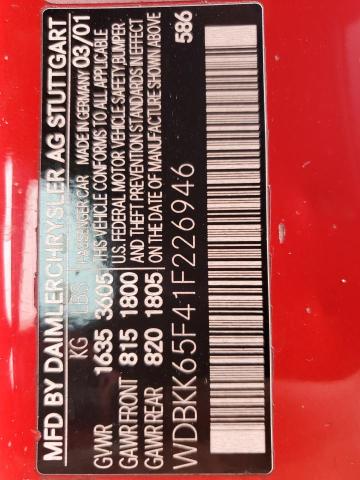 MFD BY DAIMLERCHRYSLER AG STUTTGART
KG LBS PASSENGER CAR MADE IN GERMANY 03/01
GVWR 1635 3605 THIS VEHICLE CONFORMS TO ALL APPLICABLE
U.S. FEDERAL MOTOR VEHICLE SAFETY, BUMPER
GAWR FRONT 815 1800 AND THEFT PREVENTION STANDARDS IN EFFECT
GAWR REAR 820 1805 ON THE DATE OF MANUFACTURE SHOWN ABOVE
WDBKK65F41F226946 586